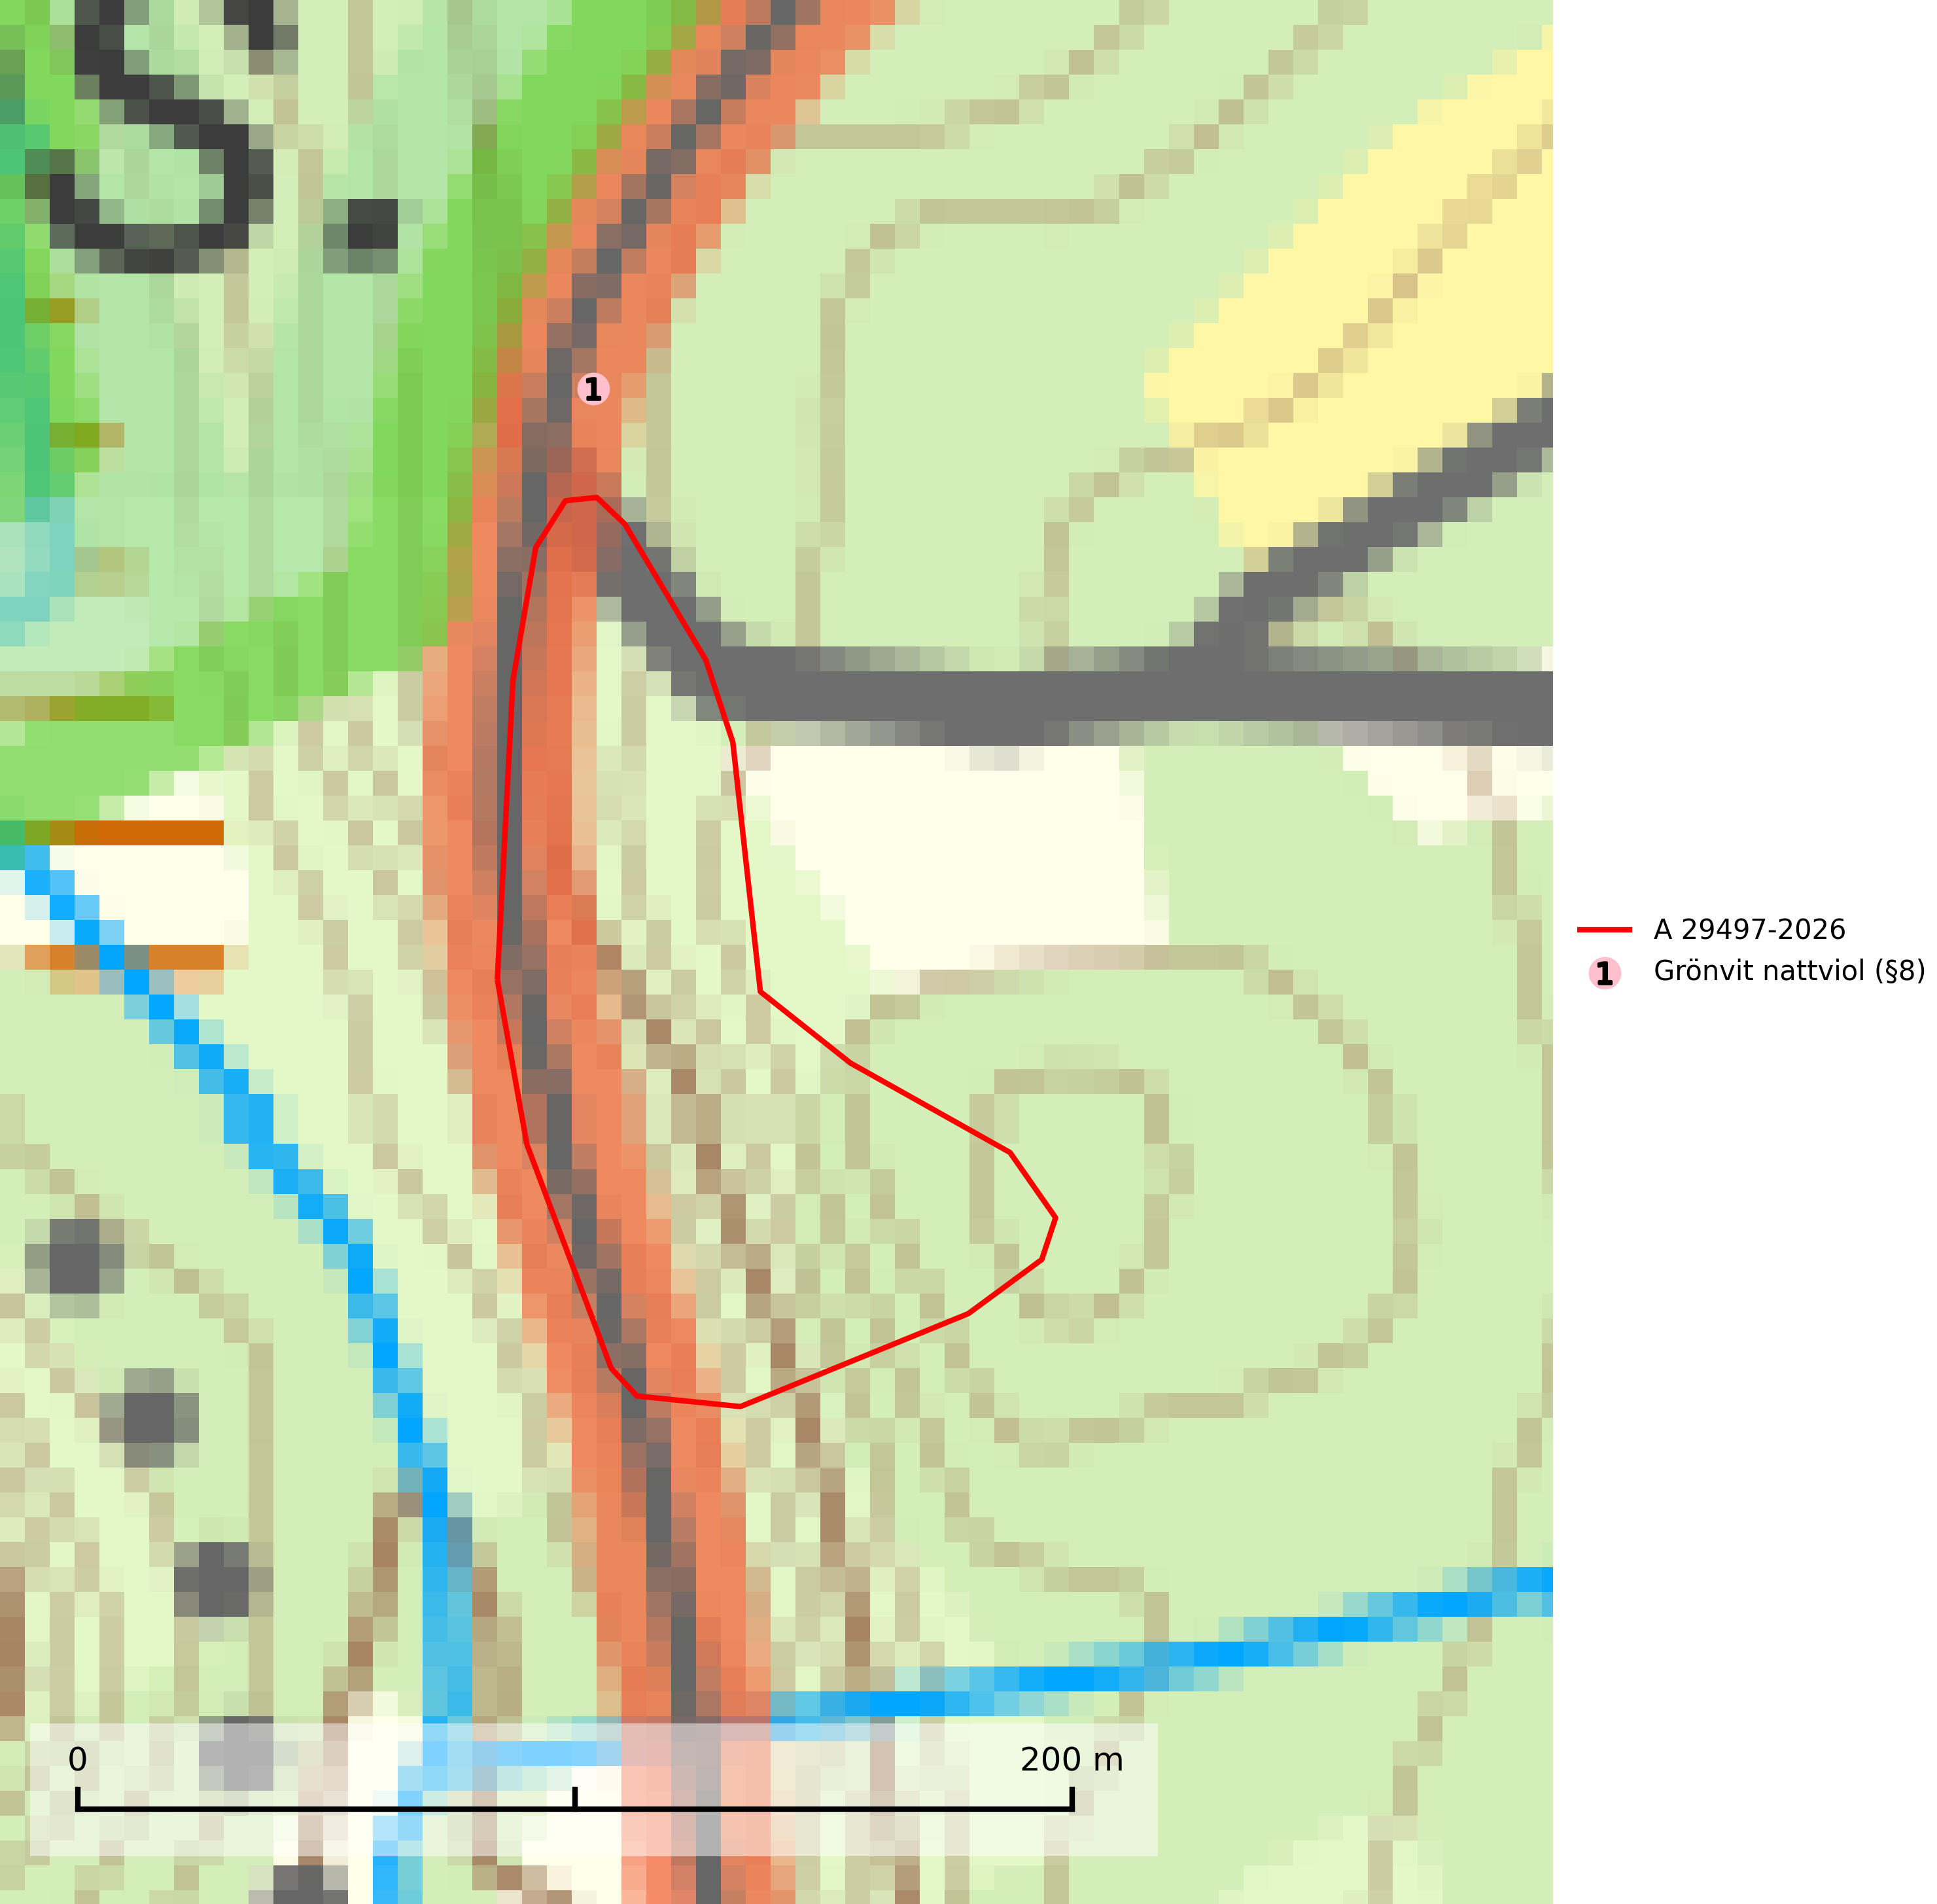 1
A 29497-2026
1 Grönvit nattviol (§8)
0 200 m